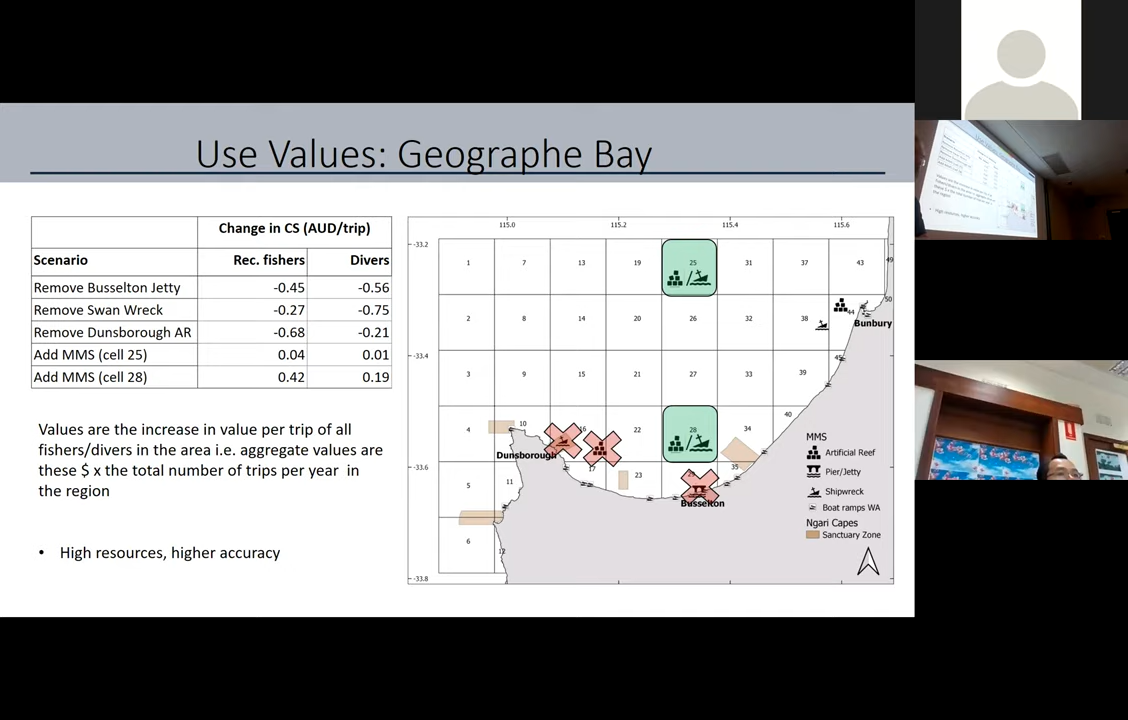 Use Values: Geographe Bay
Change in CS (AUD/trip)
Scenario Rec. fishers Divers
Remove Busselton Jetty -0.45 -0.56
Remove Swan Wreck -0.27 -0.75
Remove Dunsborough AR -0.68 -0.21
Add MMS (cell 25) 0.04 0.01
Add MMS (cell 28) 0.42 0.19
Values are the increase in value per trip of all
fishers/divers in the area i.e. aggregate values are
these $ x the total number of trips per year in
the region
• High resources, higher accuracy
115.0 115.2 115.4 115.6
-33.2
1 7 13 19 25 31 37 43 49
50
2 8 14 20 26 32 38 44
Bunbury
-33.4
45
3 9 15 21 27 33 39
40
4 10 16 22 28 34
MMS
Artificial Reef
Dunsborough
-33.6
17
35
Pier/Jetty
5 11 23 29
Shipwreck
Busselton
Boat ramps WA
Ngari Capes
Sanctuary Zone
6 12
-33.8